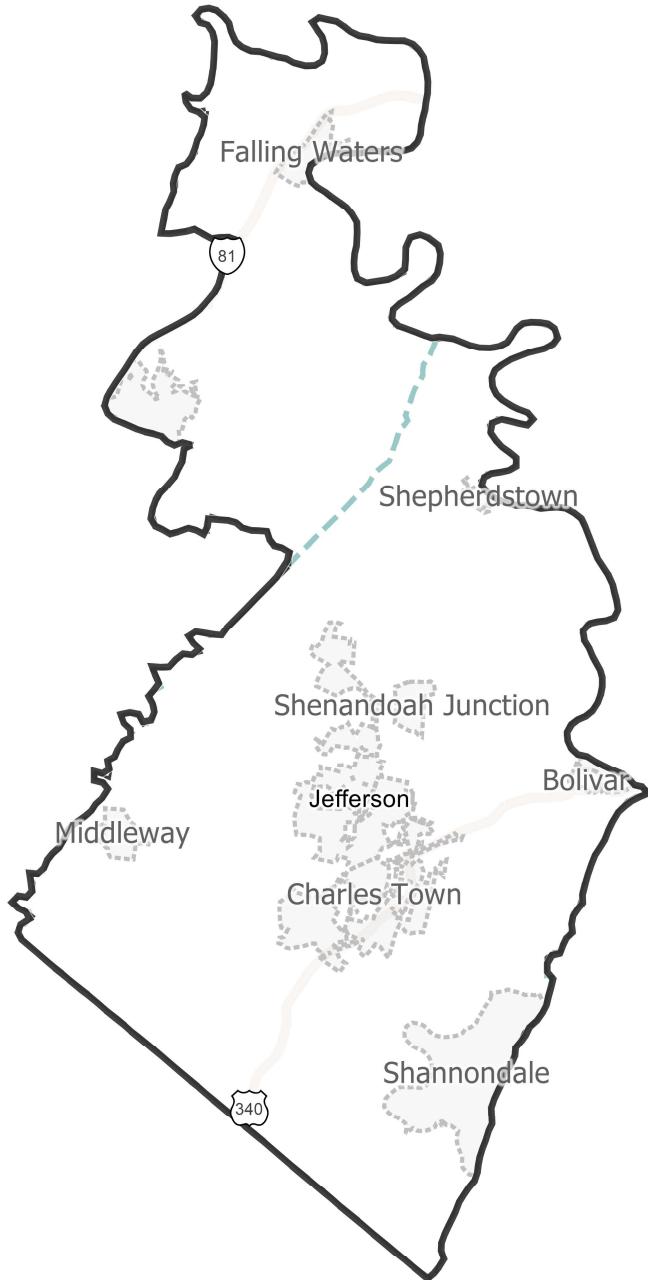 Falling Waters
81
Shepherdstown
Shenandoah Junction
Bolivar
Jefferson
Middleway
Charles Town
Shannondale
340